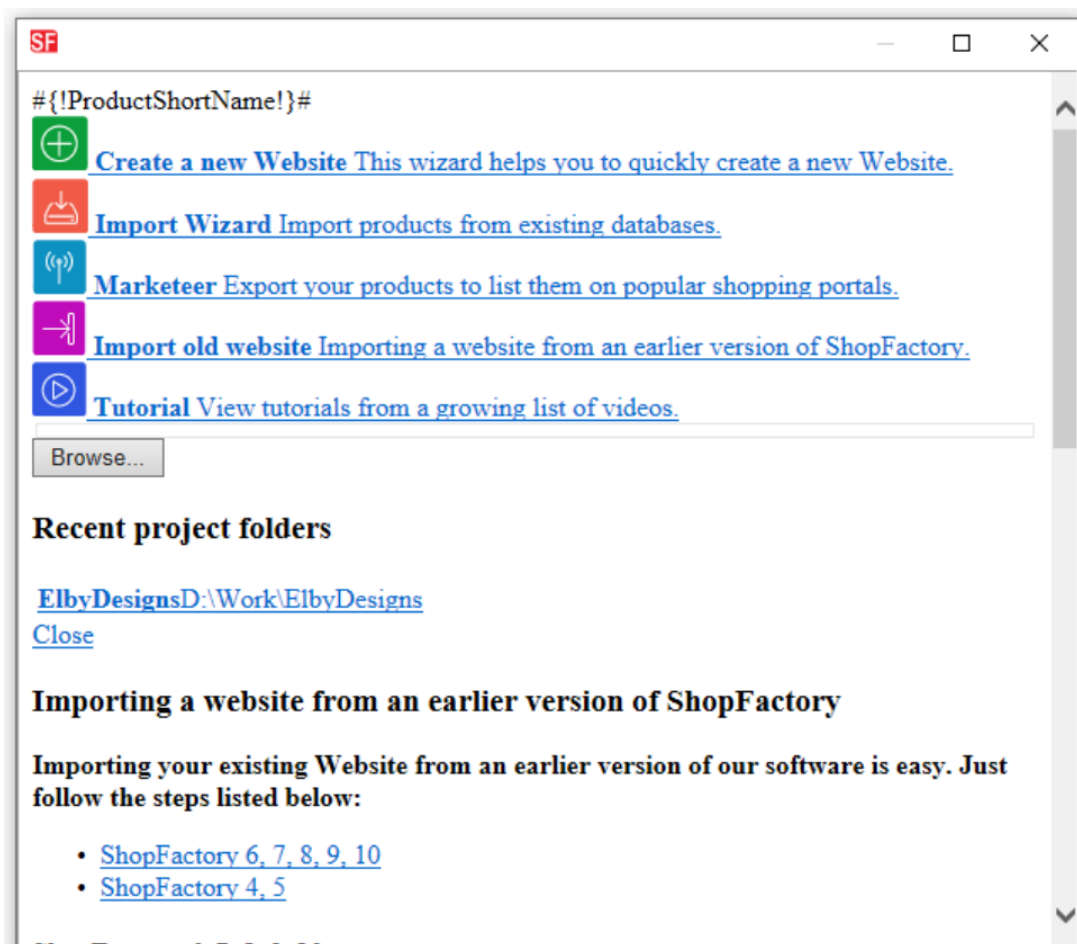 SF
#{!ProductShortName!}#
Create a new Website This wizard helps you to quickly create a new Website.
Import Wizard Import products from existing databases.
Marketeer Export your products to list them on popular shopping portals.
Import old website Importing a website from an earlier version of ShopFactory.
Tutorial View tutorials from a growing list of videos.
Browse...
Recent project folders
ElbyDesignsD:\Work\ElbyDesigns
Close
Importing a website from an earlier version of ShopFactory
Importing your existing Website from an earlier version of our software is easy. Just
follow the steps listed below:
• ShopFactory 6, 7, 8, 9, 10
• ShopFactory 4, 5